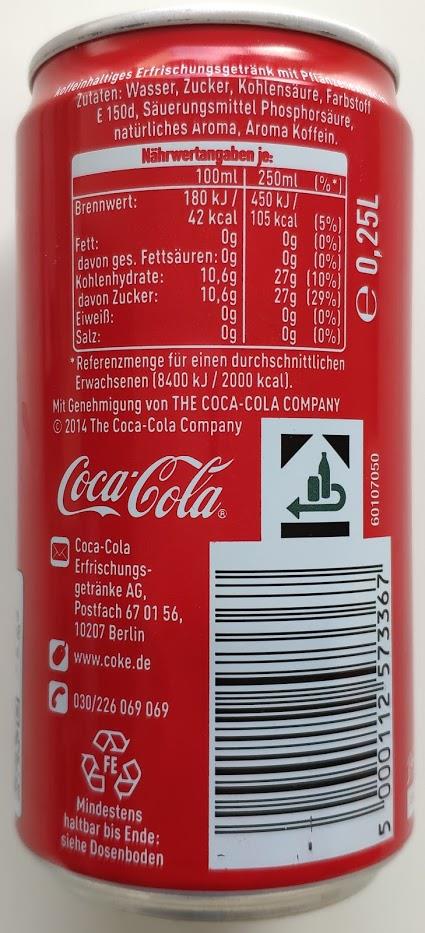 koffeinhaltiges Erfrischungsgetränk mit
Zutaten: Wasser, Zucker, Kohlensäure, Farbstoff
E 150d, Säuerungsmittel Phosphorsäure,
natürliches Aroma, Aroma Koffein.
Nährwertangaben je:
100ml 250ml (%*)
Brennwert: 180 kJ / 450 kJ /
42 kcal 105 kcal (5%)
Fett: 0g 0g (0%)
davon ges. Fettsäuren: 0g 0g (0%)
Kohlenhydrate: 10,6g 27g (10%)
davon Zucker: 10,6g 27g (29%)
Eiweiß: 0g 0g (0%)
Salz: 0g 0g (0%)
*Referenzmenge für einen durchschnittlichen
Erwachsenen (8400 kJ / 2000 kcal).
℮ 0,25L
Mit Genehmigung von THE COCA-COLA COMPANY
© 2014 The Coca-Cola Company
Coca-Cola®
60107050
Coca-Cola
Erfrischungs-
getränke AG,
Postfach 67 01 56,
10207 Berlin
www.coke.de
030/226 069 069
FE
Mindestens
haltbar bis Ende:
siehe Dosenboden
5 000112 573367